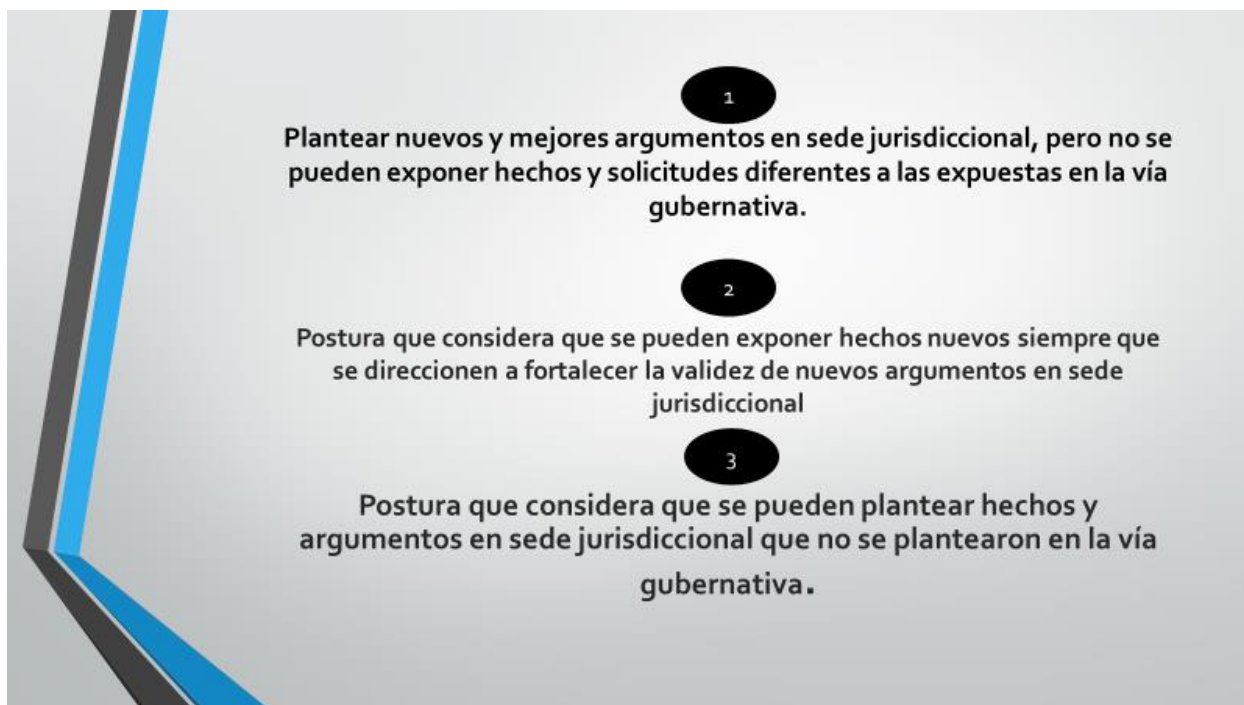 1
Plantear nuevos y mejores argumentos en sede jurisdiccional, pero no se
pueden exponer hechos y solicitudes diferentes a las expuestas en la vía
gubernativa.
2
Postura que considera que se pueden exponer hechos nuevos siempre que
se direccionen a fortalecer la validez de nuevos argumentos en sede
jurisdiccional
3
Postura que considera que se pueden plantear hechos y
argumentos en sede jurisdiccional que no se plantearon en la vía
gubernativa.